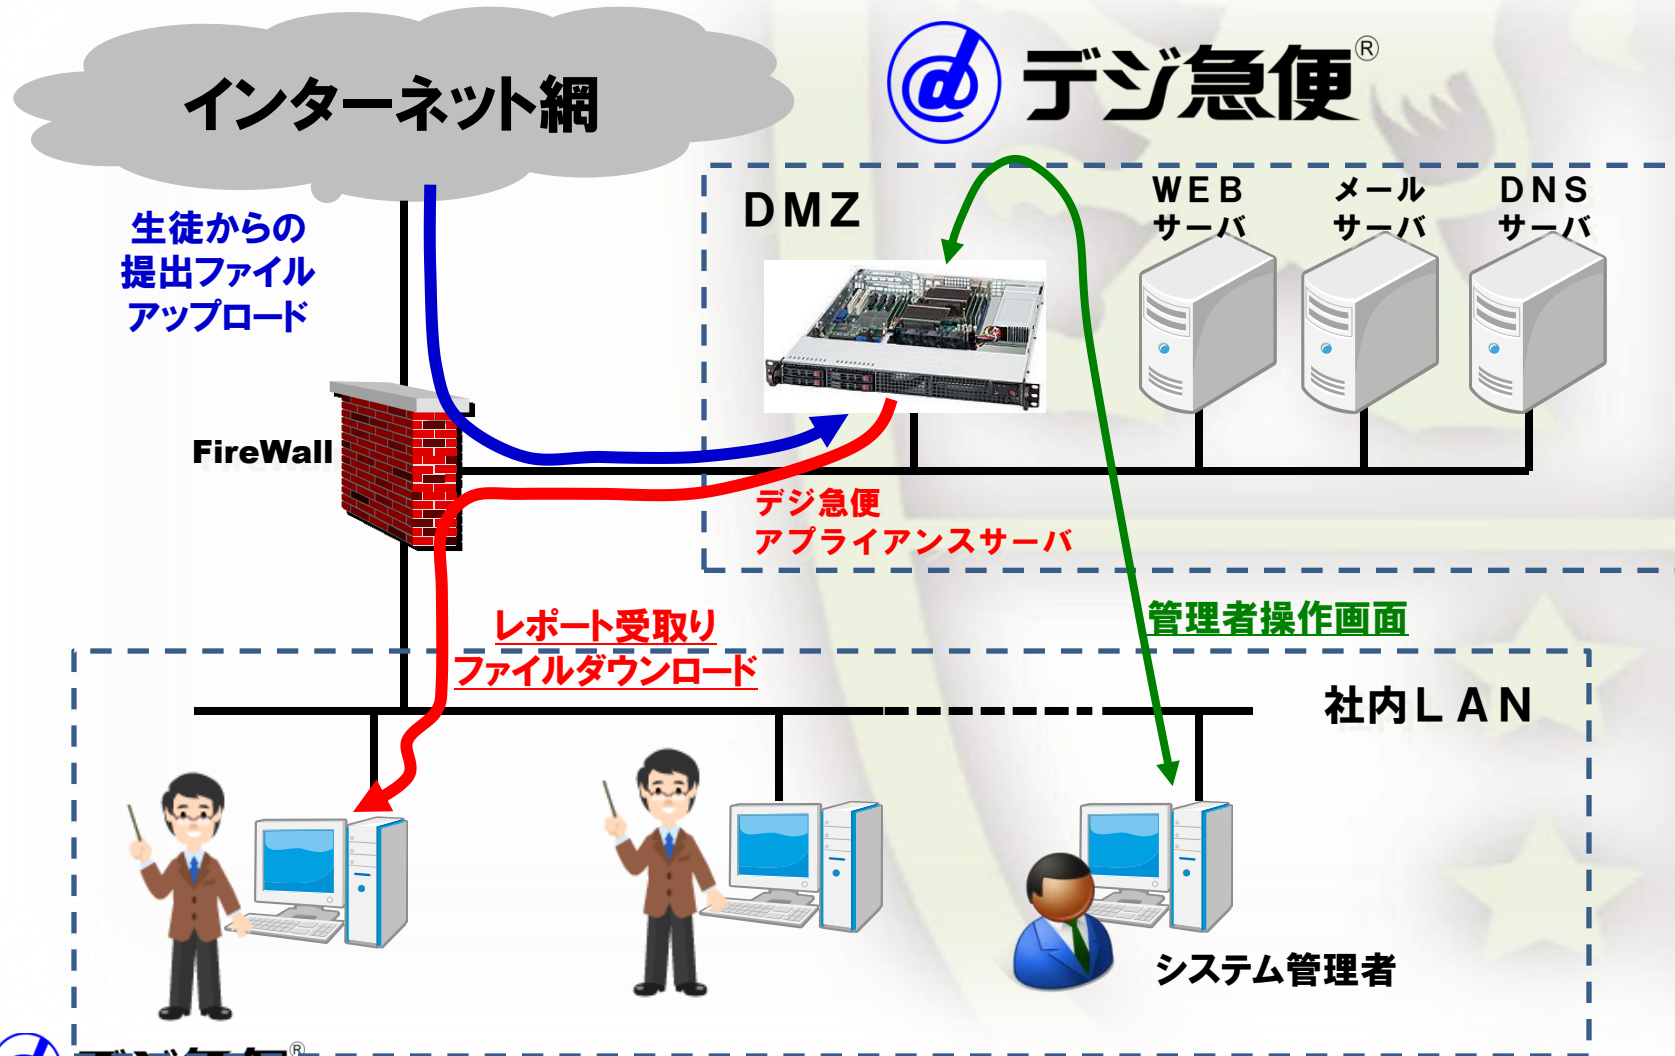 インターネット網
デジ急便®
生徒からの
提出ファイル
アップロード
DMZ
WEB
サーバ
メール
サーバ
DNS
サーバ
FireWall
デジ急便
アプライアンスサーバ
レポート受取り
ファイルダウンロード
管理者操作画面
社内LAN
システム管理者
デジ急便®